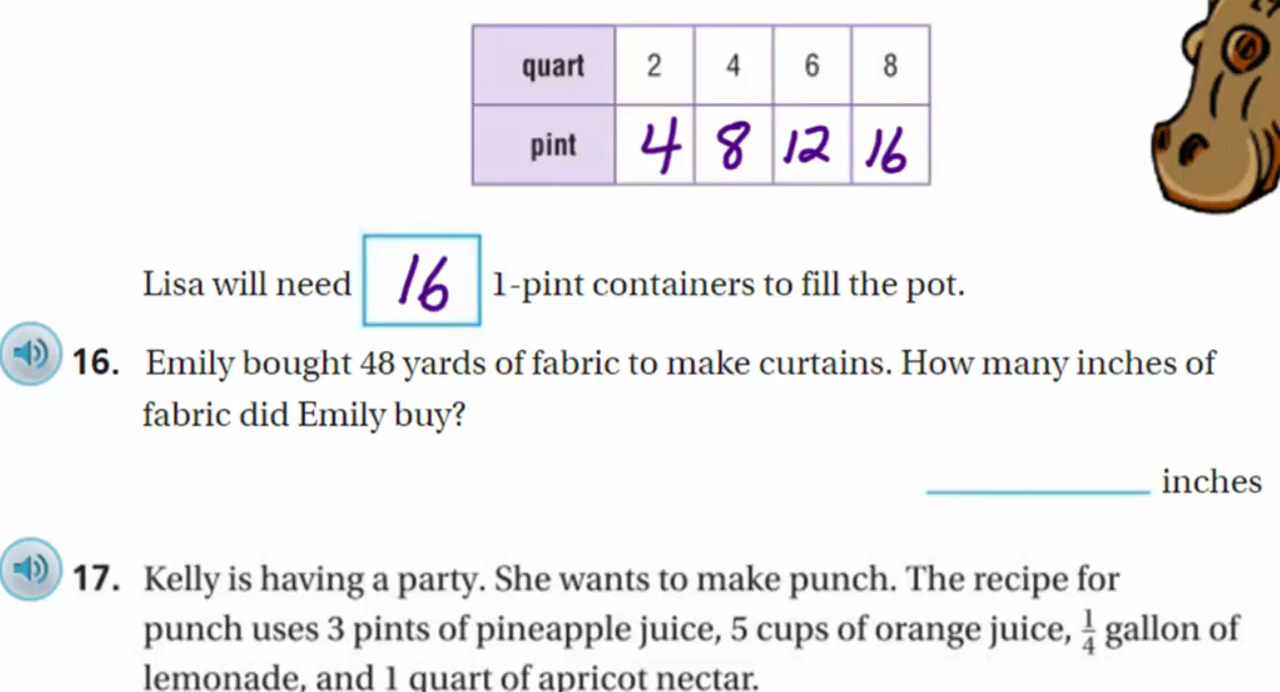 quart 2 4 6 8
pint 4 8 12 16
Lisa will need 16 1-pint containers to fill the pot.
16. Emily bought 48 yards of fabric to make curtains. How many inches of
fabric did Emily buy?
inches
17. Kelly is having a party. She wants to make punch. The recipe for
punch uses 3 pints of pineapple juice, 5 cups of orange juice, 1/4 gallon of
lemonade, and 1 quart of apricot nectar.